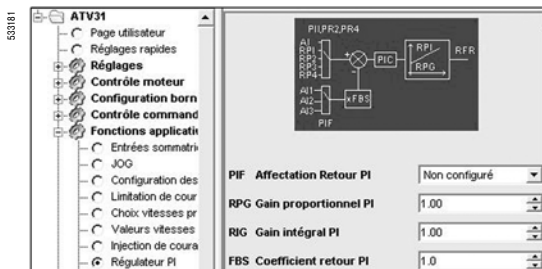 533181
ATV31
Page utilisateur
Réglages rapides
Réglages
Contrôle moteur
Configuration born
Contrôle command
Fonctions applicati
Entrées sommatri
JOG
Configuration des
Limitation de cour
Choix vitesses pr
Valeurs vitesses
Injection de coura
Régulateur PI
PII,PR2,PR4
AI
RPI
RP2
RP3
RP4
PIC
RPI
RPG
RFR
AI1
AI2
AI3
xFBS
PIF
PIF Affectation Retour PI Non configuré
RPG Gain proportionnel PI 1.00
RIG Gain intégral PI 1.00
FBS Coefficient retour PI 1.0